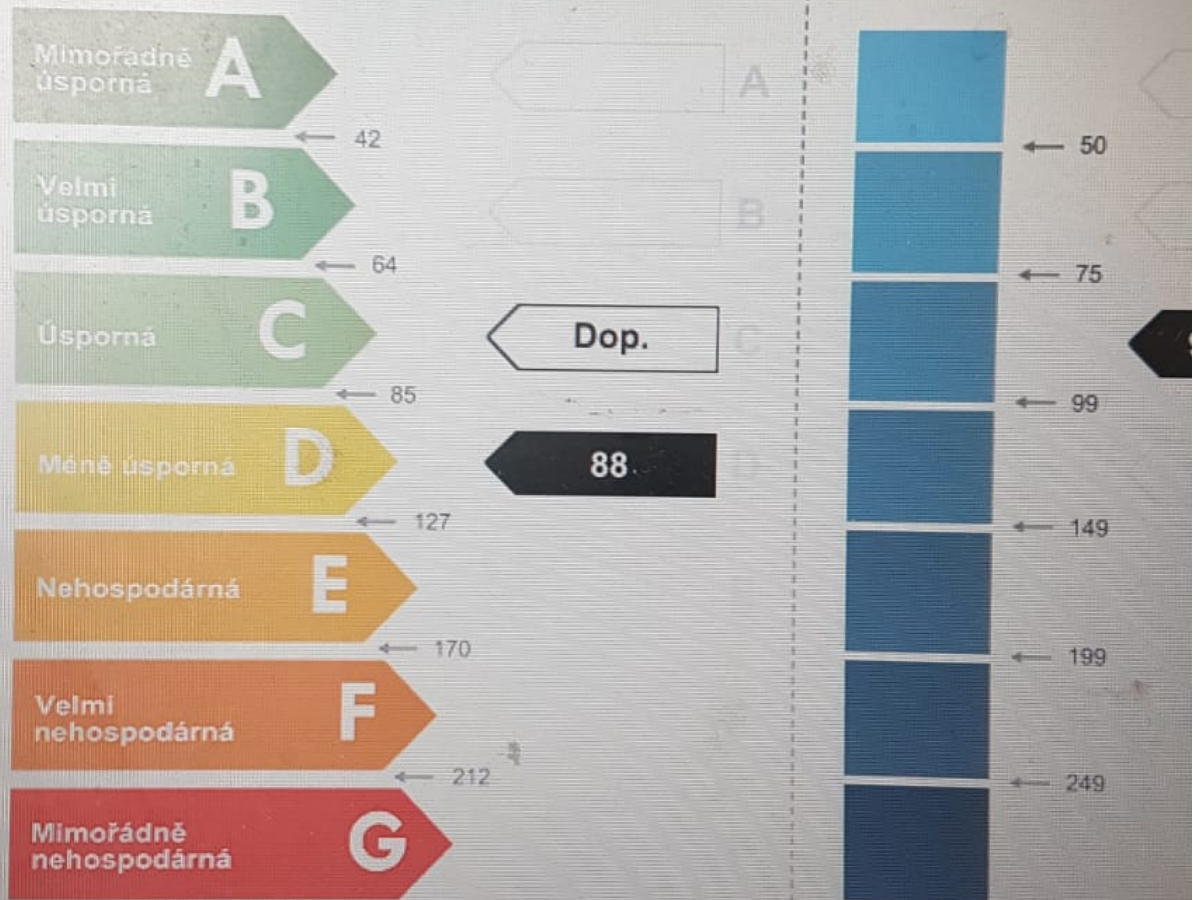 Mimořádně
úsporná
A
A
42
50
Velmi
úsporná
B
B
64
75
Úsporná
C
Dop.
C
85
99
Méně úsporná
D
88
D
127
149
Nehospodárná
E
170
199
Velmi
nehospodárná
F
212
249
Mimořádně
nehospodárná
G